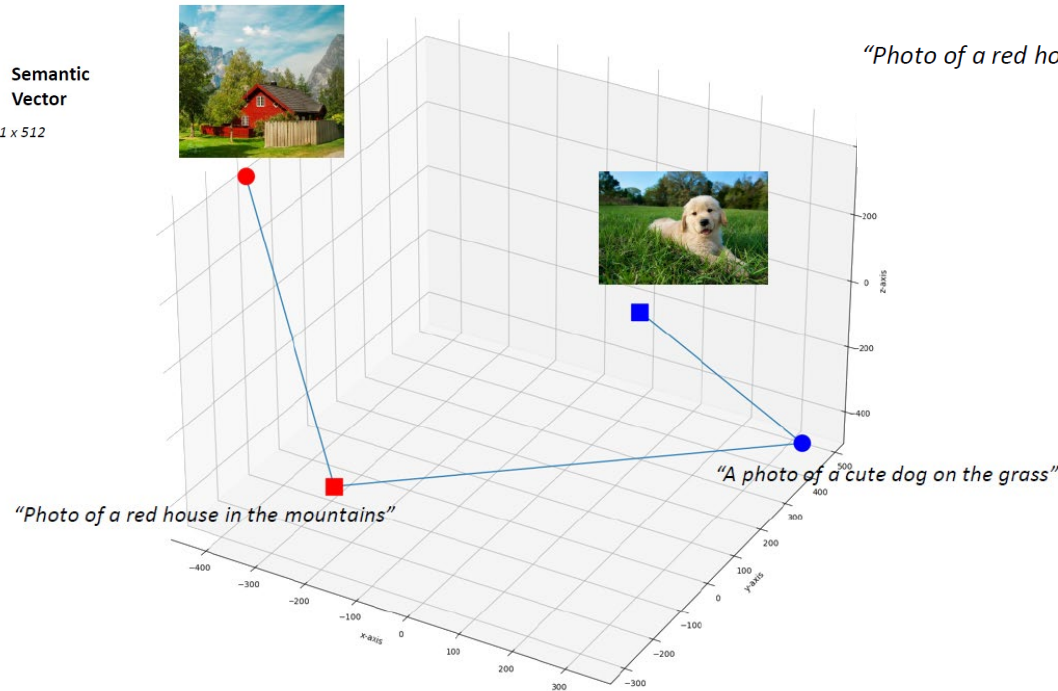 Semantic
Vector
1 x 512
“Photo of a red ho
“Photo of a red house in the mountains”
“A photo of a cute dog on the grass”
−400
−300
−200
−100
0
100
200
300
x-axis
−300
−200
−100
0
100
200
300
400
500
y-axis
−200
0
−200
−400
z-axis